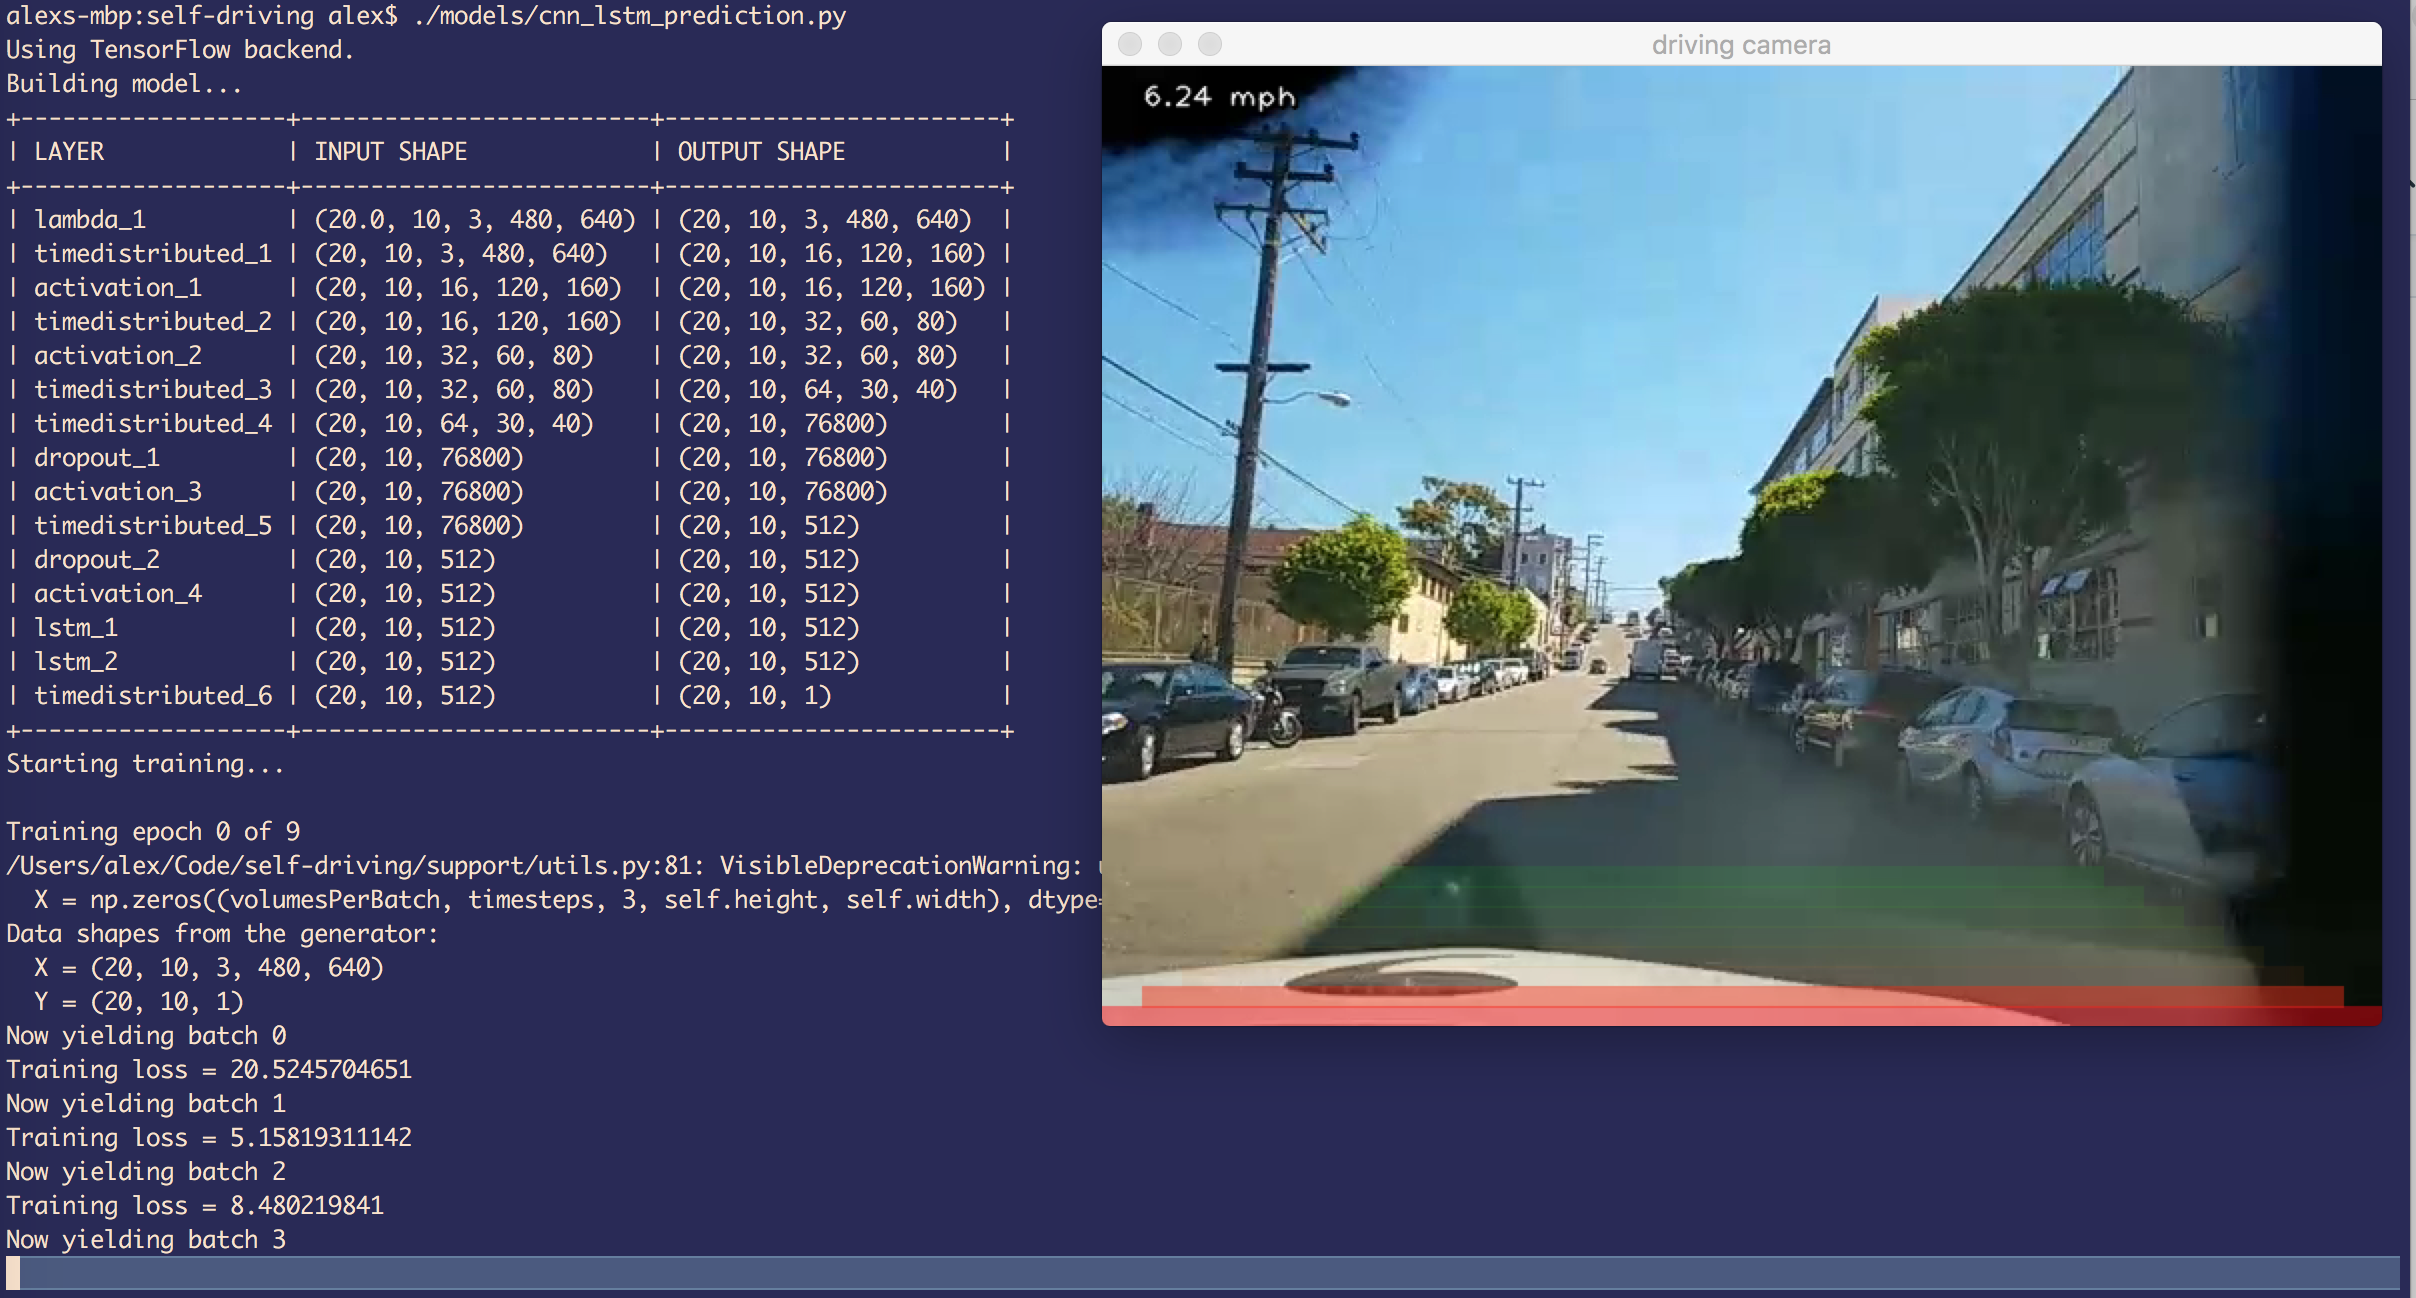 alexs-mbp:self-driving alex$ ./models/cnn_lstm_prediction.py
Using TensorFlow backend.
Building model...
+-------------------+-------------------------+------------------------+
| LAYER             | INPUT SHAPE             | OUTPUT SHAPE           |
+-------------------+-------------------------+------------------------+
| lambda_1          | (20.0, 10, 3, 480, 640) | (20, 10, 3, 480, 640)  |
| timedistributed_1 | (20, 10, 3, 480, 640)   | (20, 10, 16, 120, 160) |
| activation_1      | (20, 10, 16, 120, 160)  | (20, 10, 16, 120, 160) |
| timedistributed_2 | (20, 10, 16, 120, 160)  | (20, 10, 32, 60, 80)   |
| activation_2      | (20, 10, 32, 60, 80)    | (20, 10, 32, 60, 80)   |
| timedistributed_3 | (20, 10, 32, 60, 80)    | (20, 10, 64, 30, 40)   |
| timedistributed_4 | (20, 10, 64, 30, 40)    | (20, 10, 76800)        |
| dropout_1         | (20, 10, 76800)         | (20, 10, 76800)        |
| activation_3      | (20, 10, 76800)         | (20, 10, 76800)        |
| timedistributed_5 | (20, 10, 76800)         | (20, 10, 512)          |
| dropout_2         | (20, 10, 512)           | (20, 10, 512)          |
| activation_4      | (20, 10, 512)           | (20, 10, 512)          |
| lstm_1            | (20, 10, 512)           | (20, 10, 512)          |
| lstm_2            | (20, 10, 512)           | (20, 10, 512)          |
| timedistributed_6 | (20, 10, 512)           | (20, 10, 1)            |
+-------------------+-------------------------+------------------------+
Starting training...
Training epoch 0 of 9
/Users/alex/Code/self-driving/support/utils.py:81: VisibleDeprecationWarning:
  X = np.zeros((volumesPerBatch, timesteps, 3, self.height, self.width), dtype=
Data shapes from the generator:
  X = (20, 10, 3, 480, 640)
  Y = (20, 10, 1)
Now yielding batch 0
Training loss = 20.5245704651
Now yielding batch 1
Training loss = 5.15819311142
Now yielding batch 2
Training loss = 8.480219841
Now yielding batch 3
driving camera
6.24 mph